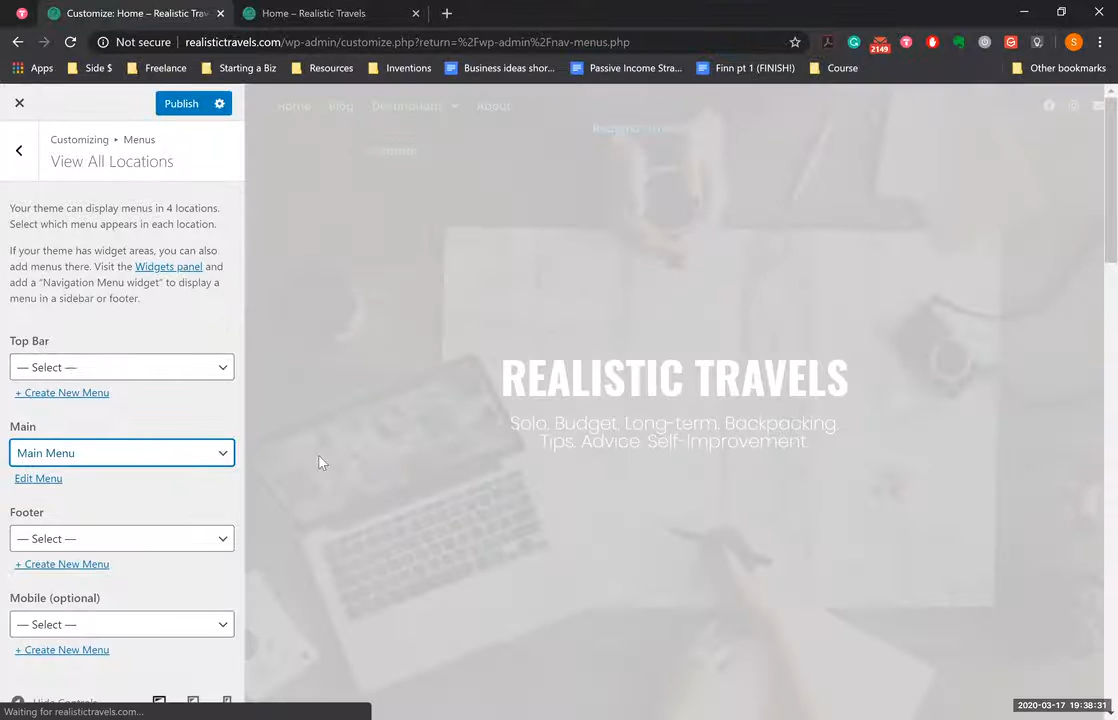 Customize: Home – Realistic Trav
Home – Realistic Travels
Not secure
realistictravels.com/wp-admin/customize.php?return=%2Fwp-admin%2Fnav-menus.php
2149
S
Apps
Side $
Freelance
Starting a Biz
Resources
Inventions
Business ideas shor...
Passive Income Stra...
Finn pt 1 (FINISH!)
Course
Other bookmarks
Publish
Customizing ▸ Menus
View All Locations
Your theme can display menus in 4 locations.
Select which menu appears in each location.
If your theme has widget areas, you can also
add menus there. Visit the Widgets panel and
add a “Navigation Menu widget” to display a
menu in a sidebar or footer.
Top Bar
— Select —
+ Create New Menu
Main
Main Menu
Edit Menu
Footer
— Select —
+ Create New Menu
Mobile (optional)
— Select —
+ Create New Menu
Hide Controls
Waiting for realistictravels.com...
Home Blog Destinations About
REALISTIC TRAVELS
Solo. Budget. Long-term. Backpacking.
Tips. Advice. Self-Improvement.
2020-03-17 19:38:31